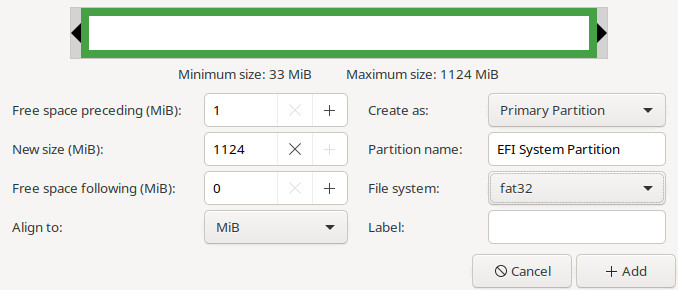 Minimum size: 33 MiB Maximum size: 1124 MiB
Free space preceding (MiB): 1 Create as: Primary Partition
New size (MiB): 1124 Partition name: EFI System Partition
Free space following (MiB): 0 File system: fat32
Align to: MiB Label:
Cancel Add